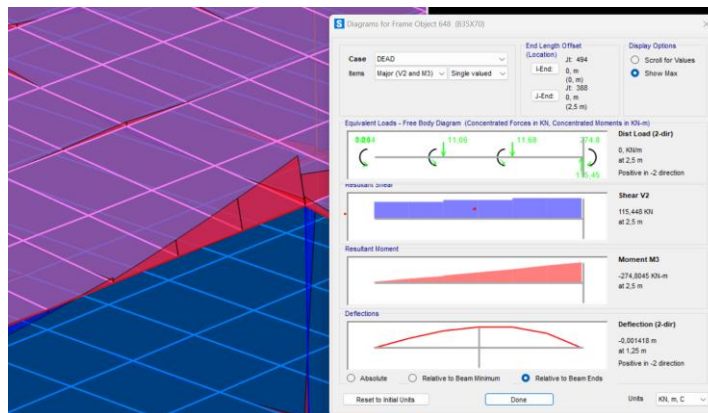 Diagrams for Frame Object 648 (B35X70)
Case DEAD
Items Major (V2 and M3) Single valued
End Length Offset
(Location)
Jt: 494
I-End: 0, m
(0, m)
Jt: 388
J-End: 0, m
(2,5 m)
Display Options
Scroll for Values
Show Max
Equivalent Loads - Free Body Diagram (Concentrated Forces in KN, Concentrated Moments in KN-m)
11,06
11,68
274,8
115,45
Dist Load (2-dir)
0, KN/m
at 2,5 m
Positive in -2 direction
Resultant Shear
Shear V2
115,448 KN
at 2,5 m
Resultant Moment
Moment M3
-274,8045 KN-m
at 2,5 m
Deflections
Deflection (2-dir)
-0,001418 m
at 1,25 m
Positive in -2 direction
Absolute
Relative to Beam Minimum
Relative to Beam Ends
Reset to Initial Units
Done
Units KN, m, C